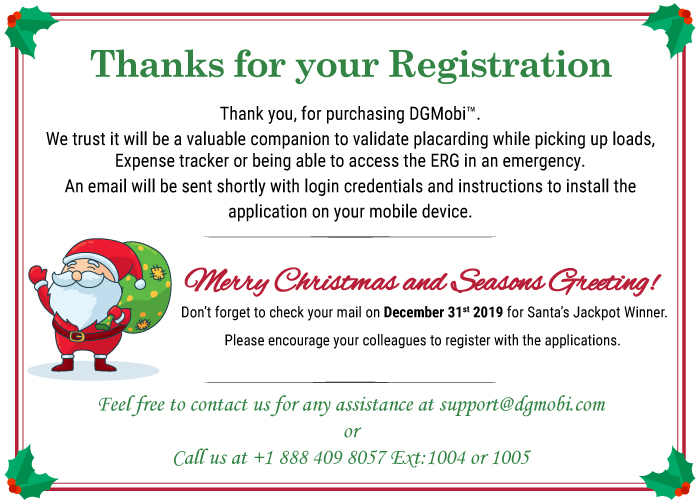 Thanks for your Registration
Thank you, for purchasing DGMobi™.
We trust it will be a valuable companion to validate placarding while picking up loads,
Expense tracker or being able to access the ERG in an emergency.
An email will be sent shortly with login credentials and instructions to install the
application on your mobile device.
Merry Christmas and Seasons Greeting!
Don't forget to check your mail on December 31st 2019 for Santa's Jackpot Winner.
Please encourage your colleagues to register with the applications.
Feel free to contact us for any assistance at support@dgmobi.com
or
Call us at +1 888 409 8057 Ext:1004 or 1005